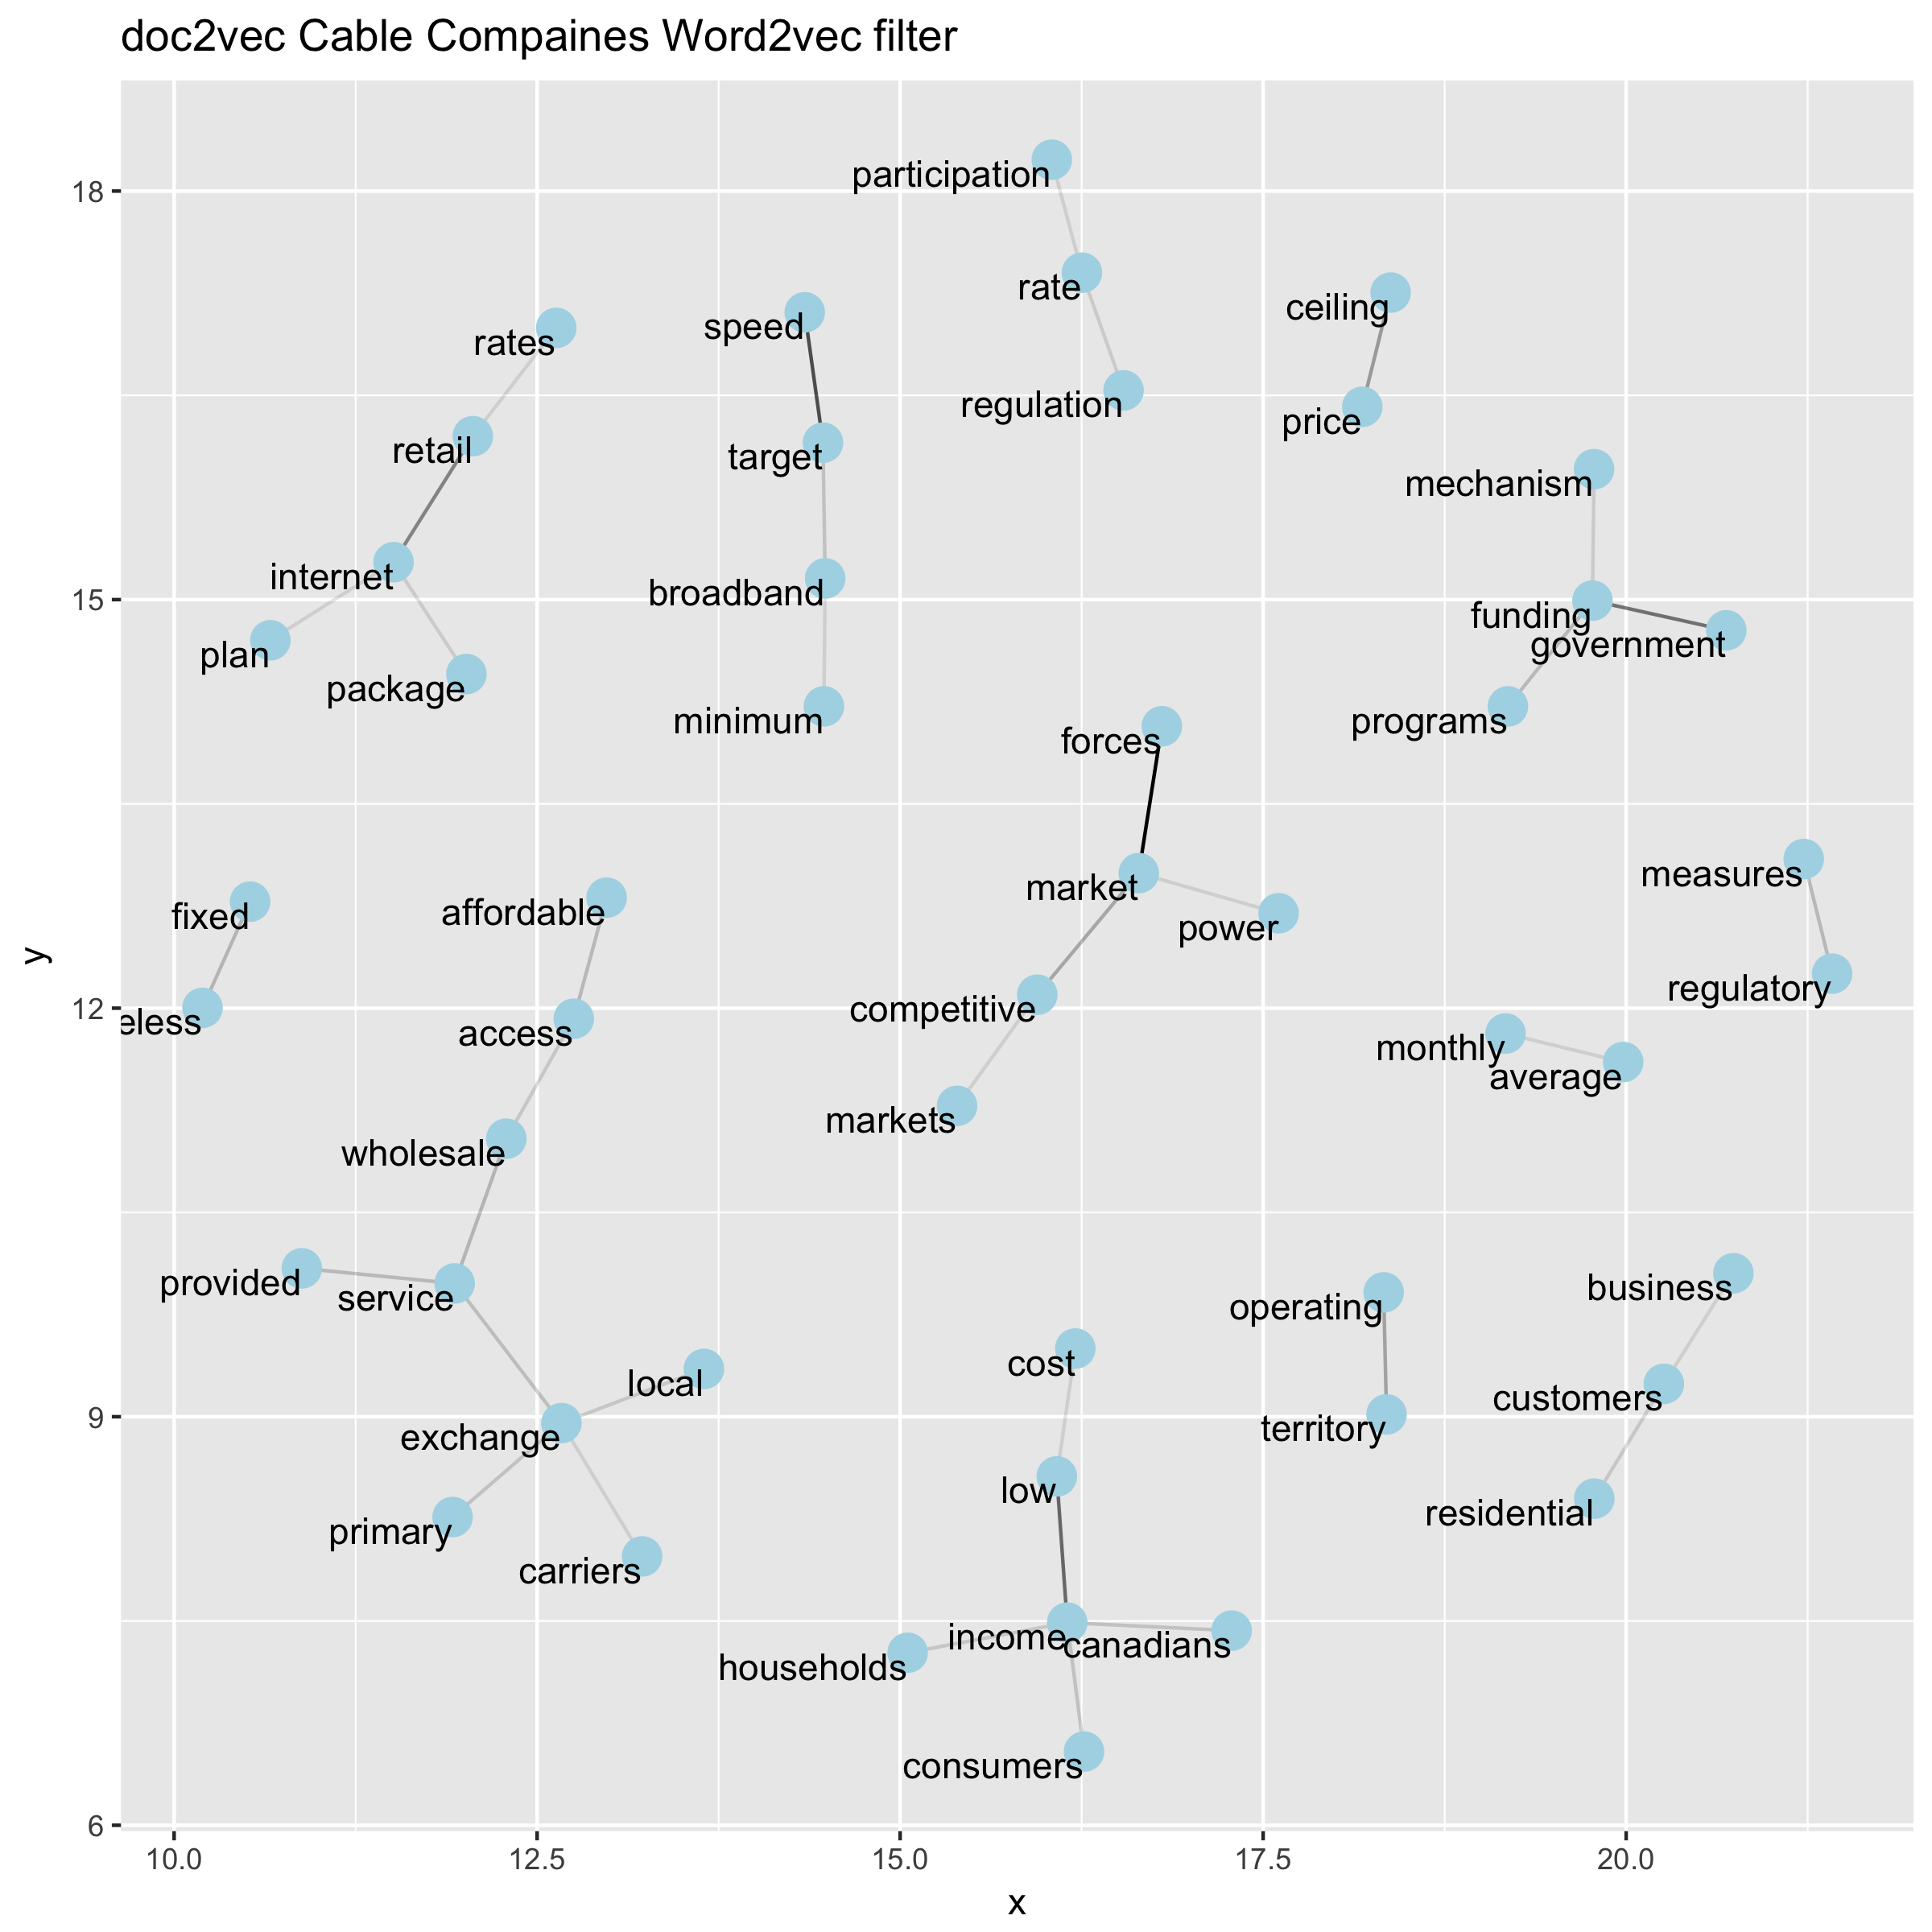 doc2vec Cable Compaines Word2vec filter
participation
18
rate
ceiling
speed
rates
regulation
price
retail
target
mechanism
internet
broadband
15
funding
government
plan
package
minimum
programs
forces
measures
market
affordable
fixed
power
y
regulatory
competitive
12
eless
access
monthly
average
markets
wholesale
provided
service
business
operating
cost
local
customers
9
territory
exchange
low
residential
primary
carriers
income
canadians
households
consumers
6
10.0 12.5 15.0 17.5 20.0
x